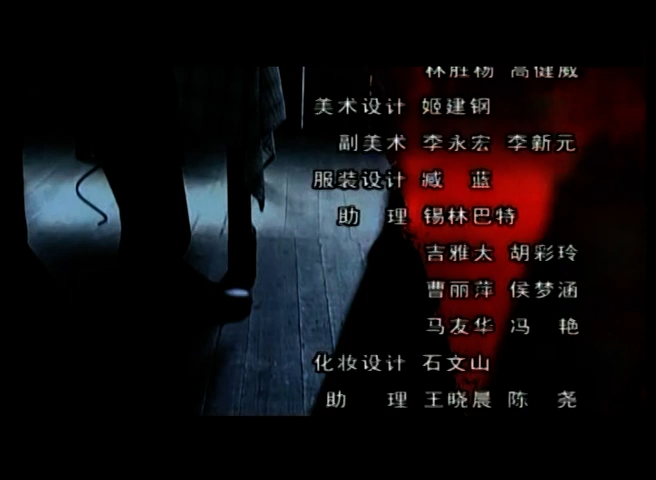 林胜杨 高健威
美术设计 姬建钢
副美术 李永宏 李新元
服装设计 臧 蓝
助 理 锡林巴特
吉雅太 胡彩玲
曹丽萍 侯梦涵
马友华 冯 艳
化妆设计 石文山
助 理 王晓晨 陈 尧